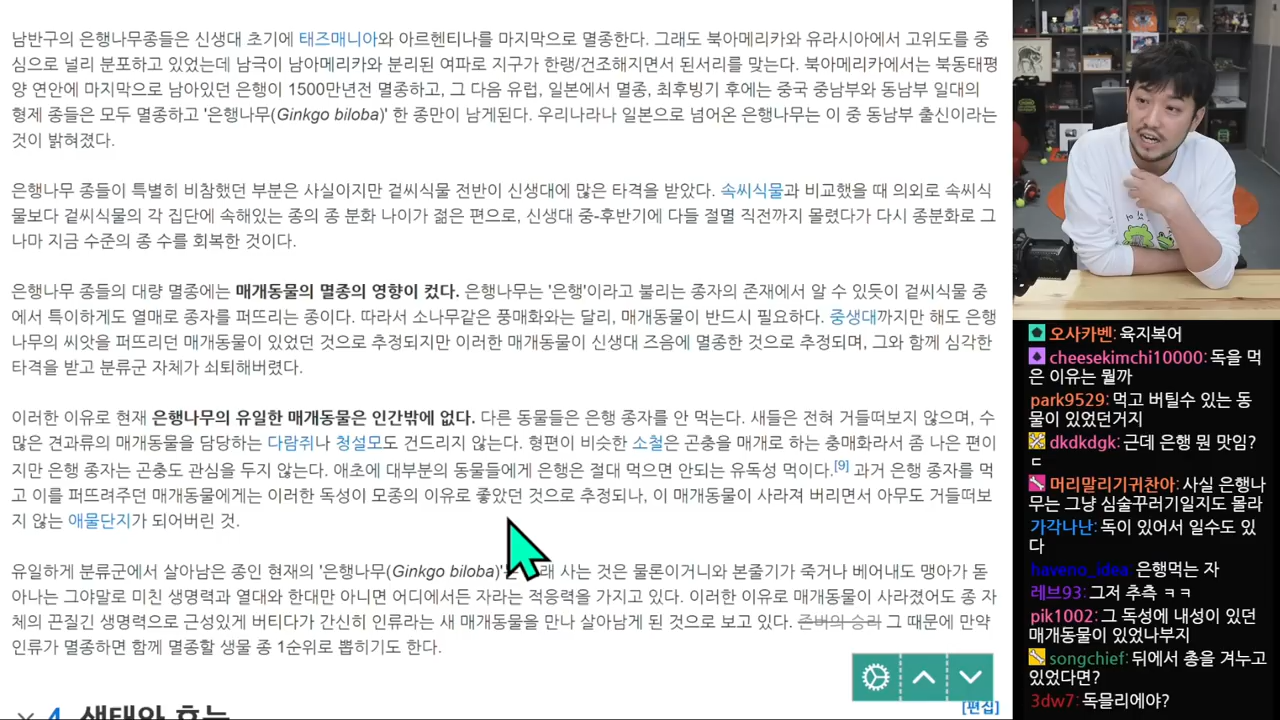 남반구의 은행나무종들은 신생대 초기에 태즈매니아와 아르헨티나를 마지막으로 멸종한다. 그래도 북아메리카와 유라시아에서 고위도를 중
심으로 널리 분포하고 있었는데 남극이 남아메리카와 분리된 여파로 지구가 한랭/건조해지면서 된서리를 맞는다. 북아메리카에서는 북동태평
양 연안에 마지막으로 남아있던 은행이 1500만년전 멸종하고, 그 다음 유럽, 일본에서 멸종, 최후빙기 후에는 중국 중남부와 동남부 일대의
형제 종들은 모두 멸종하고 '은행나무(Ginkgo biloba)' 한 종만이 남게된다. 우리나라나 일본으로 넘어온 은행나무는 이 중 동남부 출신이라는
것이 밝혀졌다.
은행나무 종들이 특별히 비참했던 부분은 사실이지만 겉씨식물 전반이 신생대에 많은 타격을 받았다. 속씨식물과 비교했을 때 의외로 속씨식
물보다 겉씨식물의 각 집단에 속해있는 종의 종 분화 나이가 젊은 편으로, 신생대 중-후반기에 다들 절멸 직전까지 몰렸다가 다시 종분화로 그
나마 지금 수준의 종 수를 회복한 것이다.
은행나무 종들의 대량 멸종에는 매개동물의 멸종의 영향이 컸다. 은행나무는 '은행'이라고 불리는 종자의 존재에서 알 수 있듯이 겉씨식물 중
에서 특이하게도 열매로 종자를 퍼뜨리는 종이다. 따라서 소나무같은 풍매화와는 달리, 매개동물이 반드시 필요하다. 중생대까지만 해도 은행
나무의 씨앗을 퍼뜨리던 매개동물이 있었던 것으로 추정되지만 이러한 매개동물이 신생대 즈음에 멸종한 것으로 추정되며, 그와 함께 심각한
타격을 받고 분류군 자체가 쇠퇴해버렸다.
이러한 이유로 현재 은행나무의 유일한 매개동물은 인간밖에 없다. 다른 동물들은 은행 종자를 안 먹는다. 새들은 전혀 거들떠보지 않으며, 수
많은 견과류의 매개동물을 담당하는 다람쥐나 청설모도 건드리지 않는다. 형편이 비슷한 소철은 곤충을 매개로 하는 충매화라서 좀 나은 편이
지만 은행 종자는 곤충도 관심을 두지 않는다. 애초에 대부분의 동물들에게 은행은 절대 먹으면 안되는 유독성 먹이다.[9] 과거 은행 종자를 먹
고 이를 퍼뜨려주던 매개동물에게는 이러한 독성이 모종의 이유로 좋았던 것으로 추정되나, 이 매개동물이 사라져 버리면서 아무도 거들떠보
지 않는 애물단지가 되어버린 것.
유일하게 분류군에서 살아남은 종인 현재의 '은행나무(Ginkgo biloba)'는 오래 사는 것은 물론이거니와 본줄기가 죽거나 베어내도 맹아가 돋
아나는 그야말로 미친 생명력과 열대와 한대만 아니면 어디에서든 자라는 적응력을 가지고 있다. 이러한 이유로 매개동물이 사라졌어도 종 자
체의 끈질긴 생명력으로 근성있게 버티다가 간신히 인류라는 새 매개동물을 만나 살아남게 된 것으로 보고 있다. 존버의 승리 그 때문에 만약
인류가 멸종하면 함께 멸종할 생물 종 1순위로 뽑히기도 한다.
[편집]
4. 생태와 효능
오사카벤: 육지복어
cheesekimchi10000: 독을 먹
은 이유는 뭘까
park9529: 먹고 버틸수 있는 동
물이 있었던거지
dkdkdgk: 근데 은행 뭔 맛임?
ㄷ
머리말리기귀찬아: 사실 은행나
무는 그냥 심술꾸러기일지도 몰라
가각나난: 독이 있어서 일수도 있
다
haveno_idea: 은행먹는 자
레브93: 그저 추측 ㅋㅋ
pik1002: 그 독성에 내성이 있던
매개동물이 있었나부지
songchief: 뒤에서 총을 겨누고
있었다면?
3dw7: 독믈리에야?